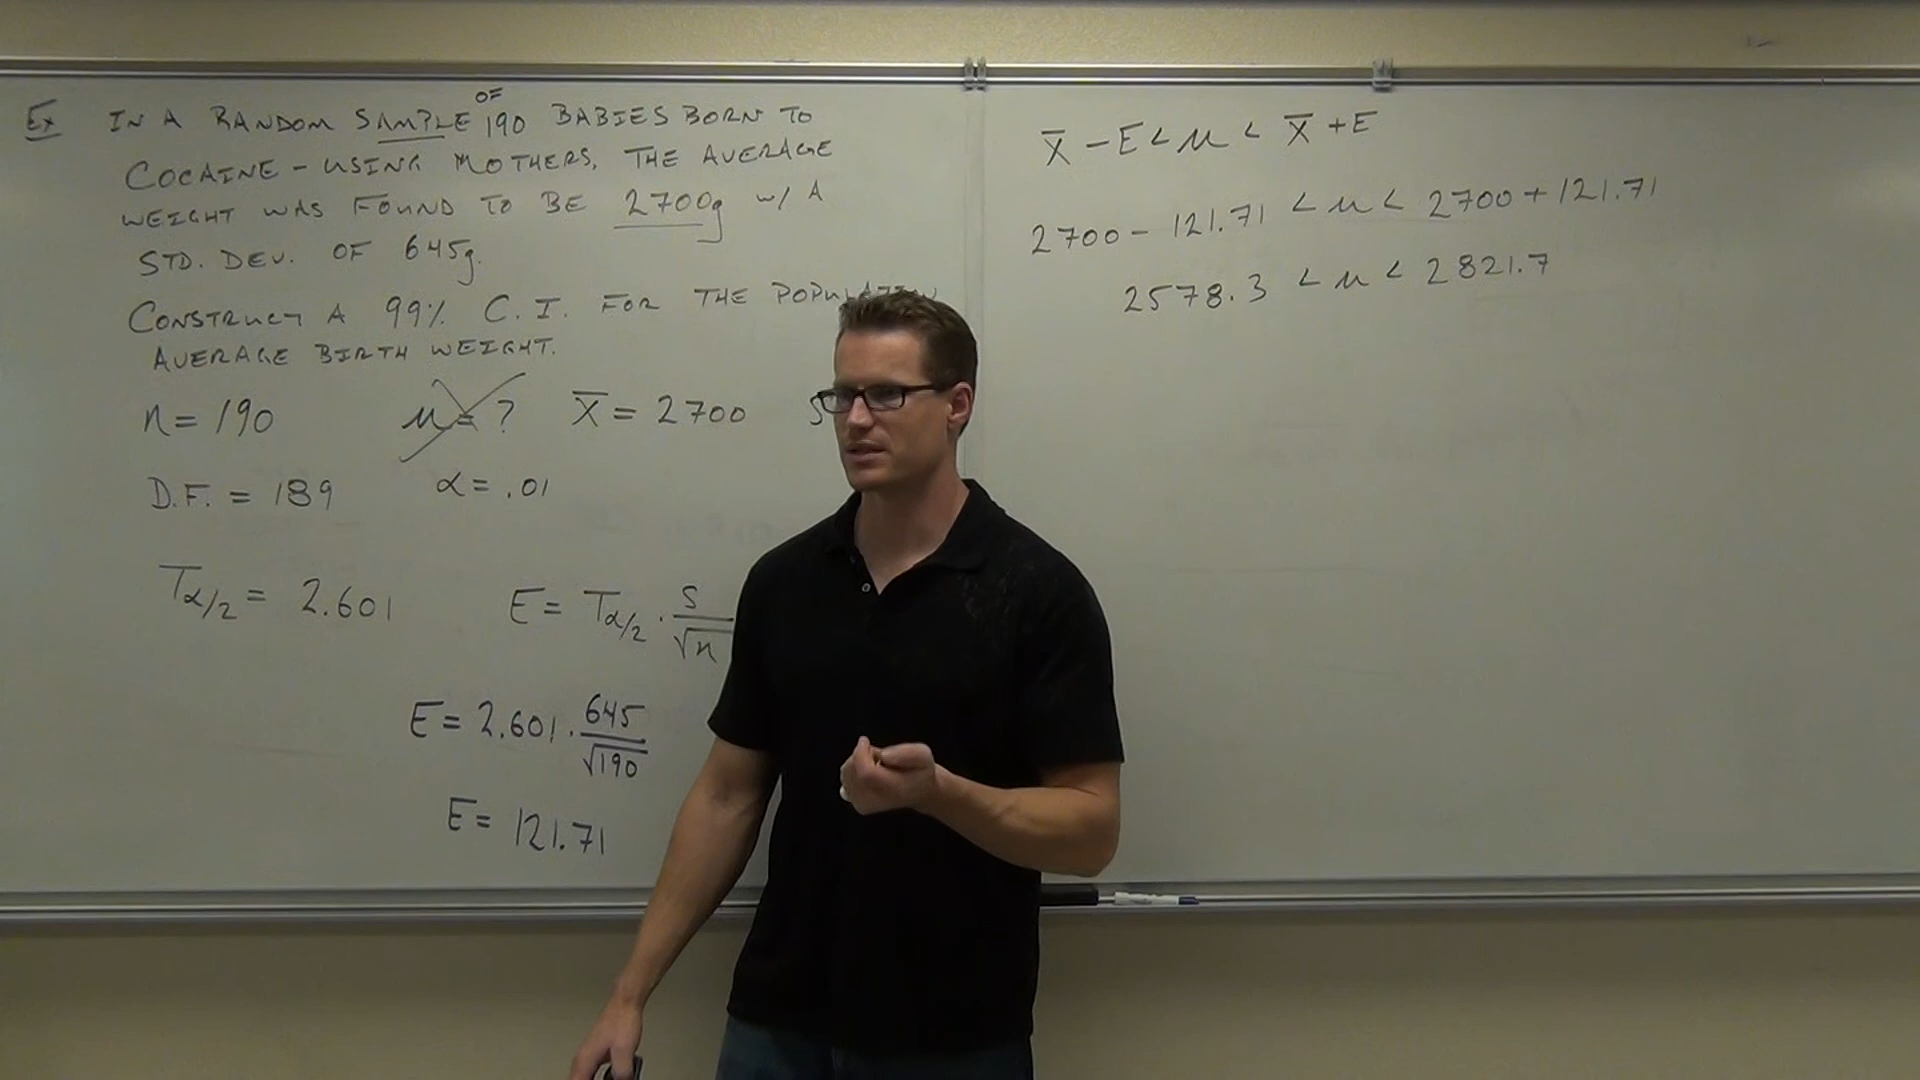 Ex IN A RANDOM SAMPLE OF 190 BABIES BORN TO
COCAINE-USING MOTHERS, THE AVERAGE
WEIGHT WAS FOUND TO BE 2700g w/ A
STD. DEV. OF 645g.
CONSTRUCT A 99% C.I. FOR THE POPULATION
AVERAGE BIRTH WEIGHT.
n = 190 μ = ? x̄ = 2700 S
D.F. = 189 α = .01
Tα/2 = 2.601 E = Tα/2 · s/√n
E = 2.601 · 645/√190
E = 121.71
x̄ - E < μ < x̄ + E
2700 - 121.71 < μ < 2700 + 121.71
2578.3 < μ < 2821.7